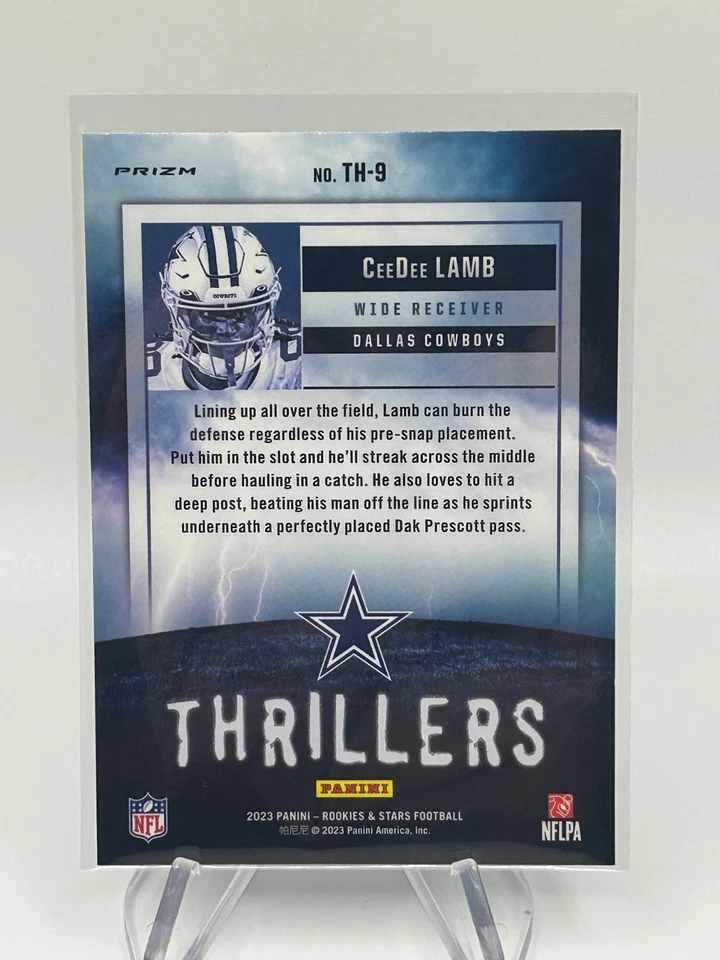 PRIZM
NO. TH-9
COWBOYS
CEEDEE LAMB
WIDE RECEIVER
DALLAS COWBOYS
Lining up all over the field, Lamb can burn the
defense regardless of his pre-snap placement.
Put him in the slot and he'll streak across the middle
before hauling in a catch. He also loves to hit a
deep post, beating his man off the line as he sprints
underneath a perfectly placed Dak Prescott pass.
THRILLERS
PANINI
NFL
2023 PANINI – ROOKIES & STARS FOOTBALL
帕尼尼 © 2023 Panini America, Inc.
NFLPA